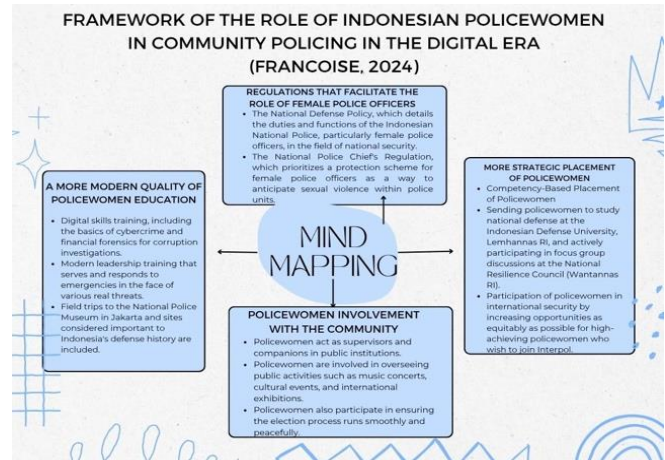 FRAMEWORK OF THE ROLE OF INDONESIAN POLICEWOMEN
IN COMMUNITY POLICING IN THE DIGITAL ERA
(FRANCOISE, 2024)
REGULATIONS THAT FACILITATE THE
ROLE OF FEMALE POLICE OFFICERS
• The National Defense Policy, which details
the duties and functions of the Indonesian
National Police, particularly female police
officers, in the field of national security.
• The National Police Chief's Regulation,
which prioritizes a protection scheme for
female police officers as a way to
anticipate sexual violence within police
units.
A MORE MODERN QUALITY OF
POLICEWOMEN EDUCATION
• Digital skills training, including
the basics of cybercrime and
financial forensics for corruption
investigations.
• Modern leadership training that
serves and responds to
emergencies in the face of
various real threats.
• Field trips to the National Police
Museum in Jakarta and sites
considered important to
Indonesia's defense history are
included.
MIND
MAPPING
MORE STRATEGIC PLACEMENT
OF POLICEWOMEN
• Competency-Based Placement
of Policewomen
• Sending policewomen to study
national defense at the
Indonesian Defense University,
Lemhannas RI, and actively
participating in focus group
discussions at the National
Resilience Council (Wantannas
RI).
• Participation of policewomen in
international security by
increasing opportunities as
equitably as possible for high-
achieving policewomen who
wish to join Interpol.
POLICEWOMEN INVOLVEMENT
WITH THE COMMUNITY
• Policewomen act as supervisors and
companions in public institutions.
• Policewomen are involved in overseeing
public activities such as music concerts,
cultural events, and international
exhibitions.
• Policewomen also participate in ensuring
the election process runs smoothly and
peacefully.